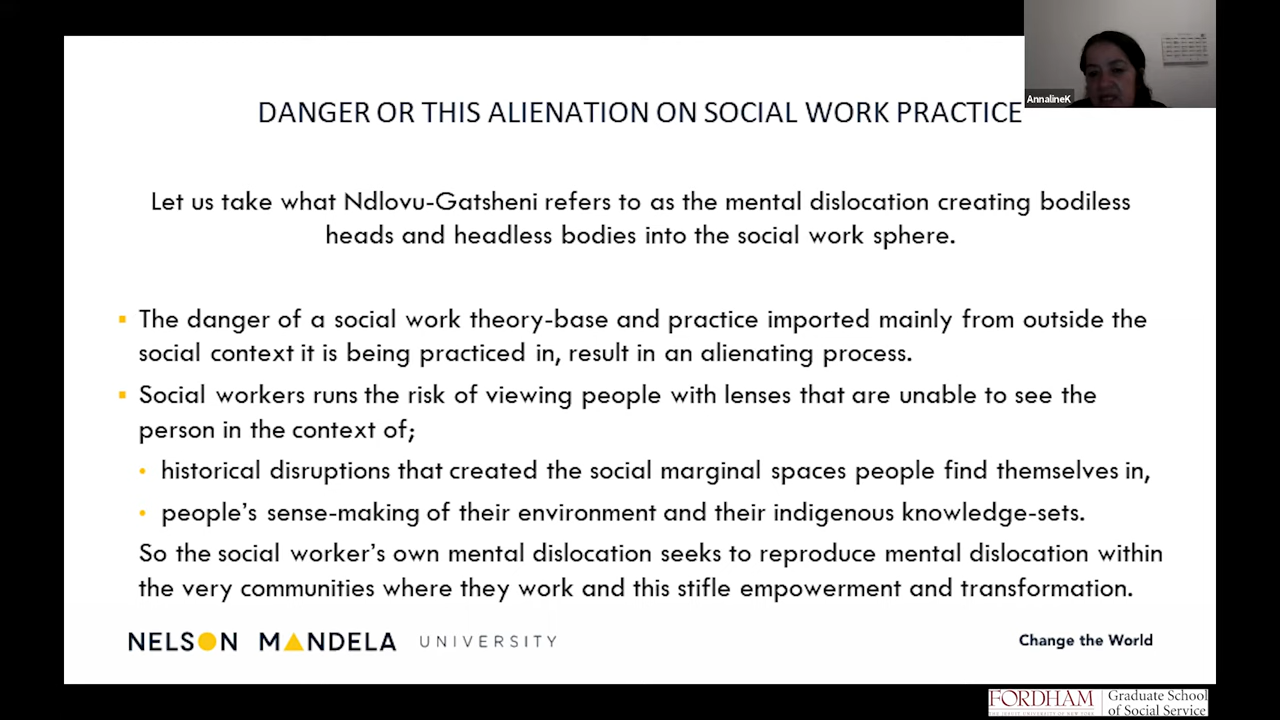 AnnalineK
DANGER OR THIS ALIENATION ON SOCIAL WORK PRACTICE
Let us take what Ndlovu-Gatsheni refers to as the mental dislocation creating bodiless
heads and headless bodies into the social work sphere.
▪ The danger of a social work theory-base and practice imported mainly from outside the
social context it is being practiced in, result in an alienating process.
▪ Social workers runs the risk of viewing people with lenses that are unable to see the
person in the context of;
• historical disruptions that created the social marginal spaces people find themselves in,
• people's sense-making of their environment and their indigenous knowledge-sets.
So the social worker's own mental dislocation seeks to reproduce mental dislocation within
the very communities where they work and this stifle empowerment and transformation.
NELSON MANDELA UNIVERSITY
Change the World
FORDHAM
Graduate School
of Social Service